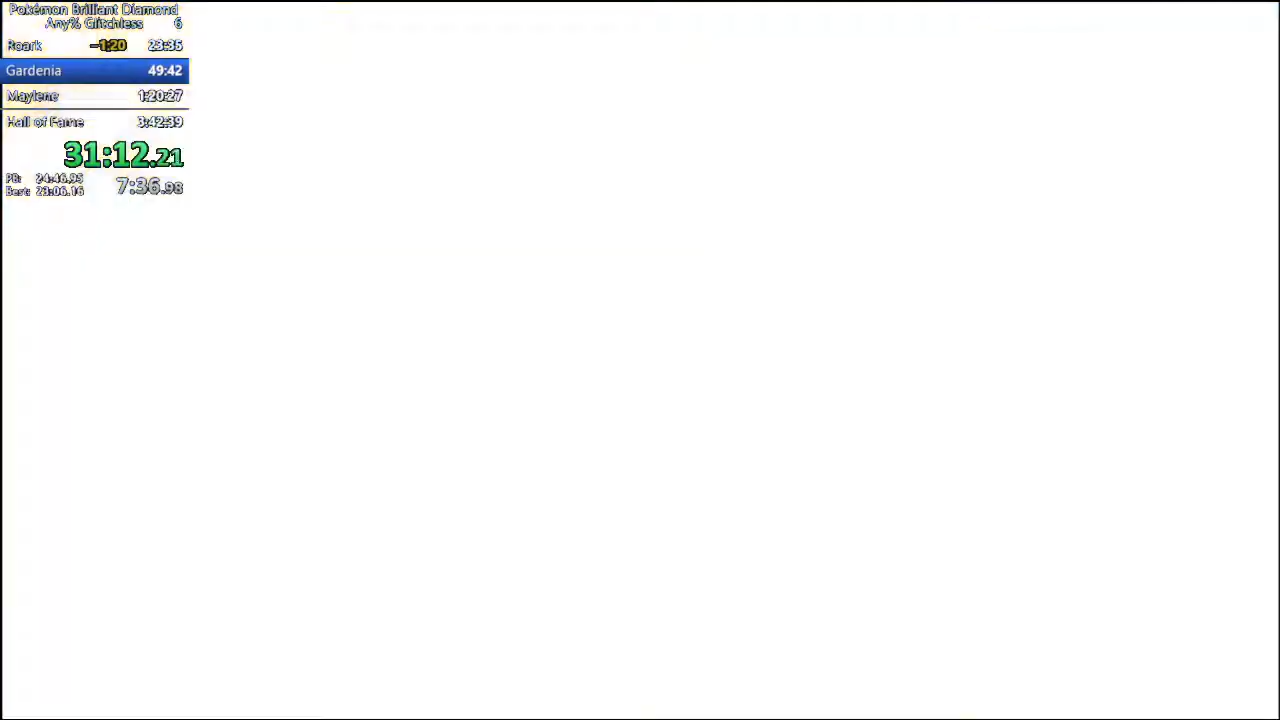 Pokémon Brilliant Diamond
Any% Glitchless 6
Roark -1:20 23:35
Gardenia 49:42
Maylene 1:20:27
Hall of Fame 3:42:39
31:12.21
PB: 24:46.95
Best: 23:06.16
7:36.98